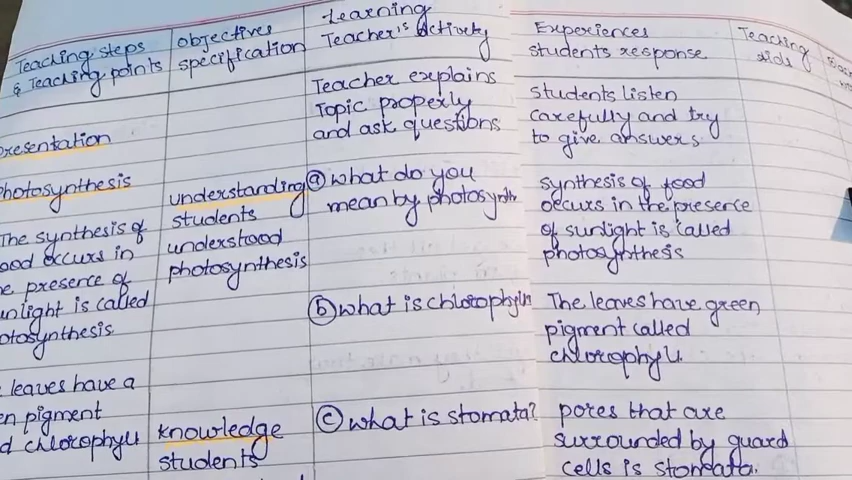 Teaching steps
& Teaching points
objectives
specification
Learning
Teacher's Activity
Experiences
students response
Teaching
aids
Teacher explains
Topic properly
and ask questions
students listen
carefully and try
to give answers.
resentation
hotosynthesis
The synthesis of
ood occurs in
e presence of
unlight is called
otosynthesis
understanding
students
understood
photosynthesis
(a) what do you
mean by photosynth
synthesis of food
occurs in the presence
of sunlight is called
photosynthesis
(b) what is chlorophyll
The leaves have green
pigment called
chlorophyll.
leaves have a
en pigment
d chlorophyll
knowledge
students
(c) what is stomata?
pores that are
surrounded by guard
cells is stomata.